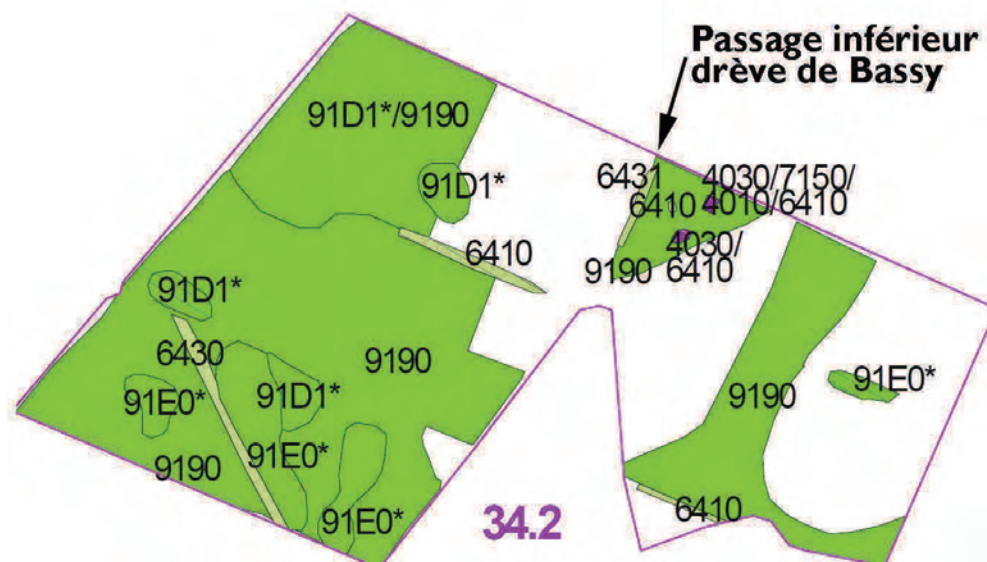 Passage inférieur
drève de Bassy
91D1*/9190
91D1*
6431
4030/7150/
6410
4010/6410
6410
4030/
9190
6410
91D1*
6430
9190
91E0*
91D1*
91E0*
9190
91E0*
9190
91E0*
6410
34.2